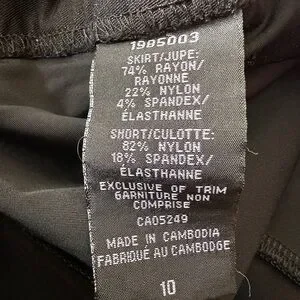 1985003
SKIRT/JUPE:
74% RAYON/
RAYONNE
22% NYLON
4% SPANDEX/
ÉLASTHANNE
SHORT/CULOTTE:
82% NYLON
18% SPANDEX/
ÉLASTHANNE
EXCLUSIVE OF TRIM
GARNITURE NON
COMPRISE
CA05249
MADE IN CAMBODIA
FABRIQUÉ AU CAMBODGE
10